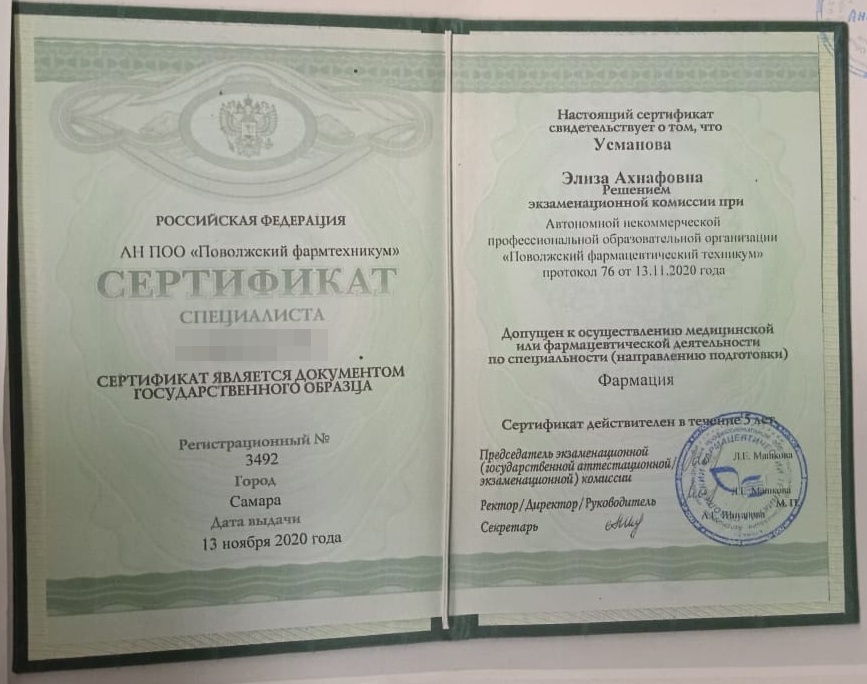 РОССИЙСКАЯ ФЕДЕРАЦИЯ
АН ПОО «Поволжский фармтехникум»
СЕРТИФИКАТ
СПЕЦИАЛИСТА
СЕРТИФИКАТ ЯВЛЯЕТСЯ ДОКУМЕНТОМ
ГОСУДАРСТВЕННОГО ОБРАЗЦА
Регистрационный №
3492
Город
Самара
Дата выдачи
13 ноября 2020 года
Настоящий сертификат
свидетельствует о том, что
Усманова
Элиза Ахнафовна
Решением
экзаменационной комиссии при
Автономной некоммерческой
профессиональной образовательной организации
«Поволжский фармацевтический техникум»
протокол 76 от 13.11.2020 года
Допущен к осуществлению медицинской
или фармацевтической деятельности
по специальности (направлению подготовки)
Фармация
Сертификат действителен в течение 5 лет.
Председатель экзаменационной
(государственной аттестационной/
экзаменационной) комиссии
Л.Е. Машкова
Ректор/Директор/Руководитель
Л.Е. Машкова
М. П.
Секретарь